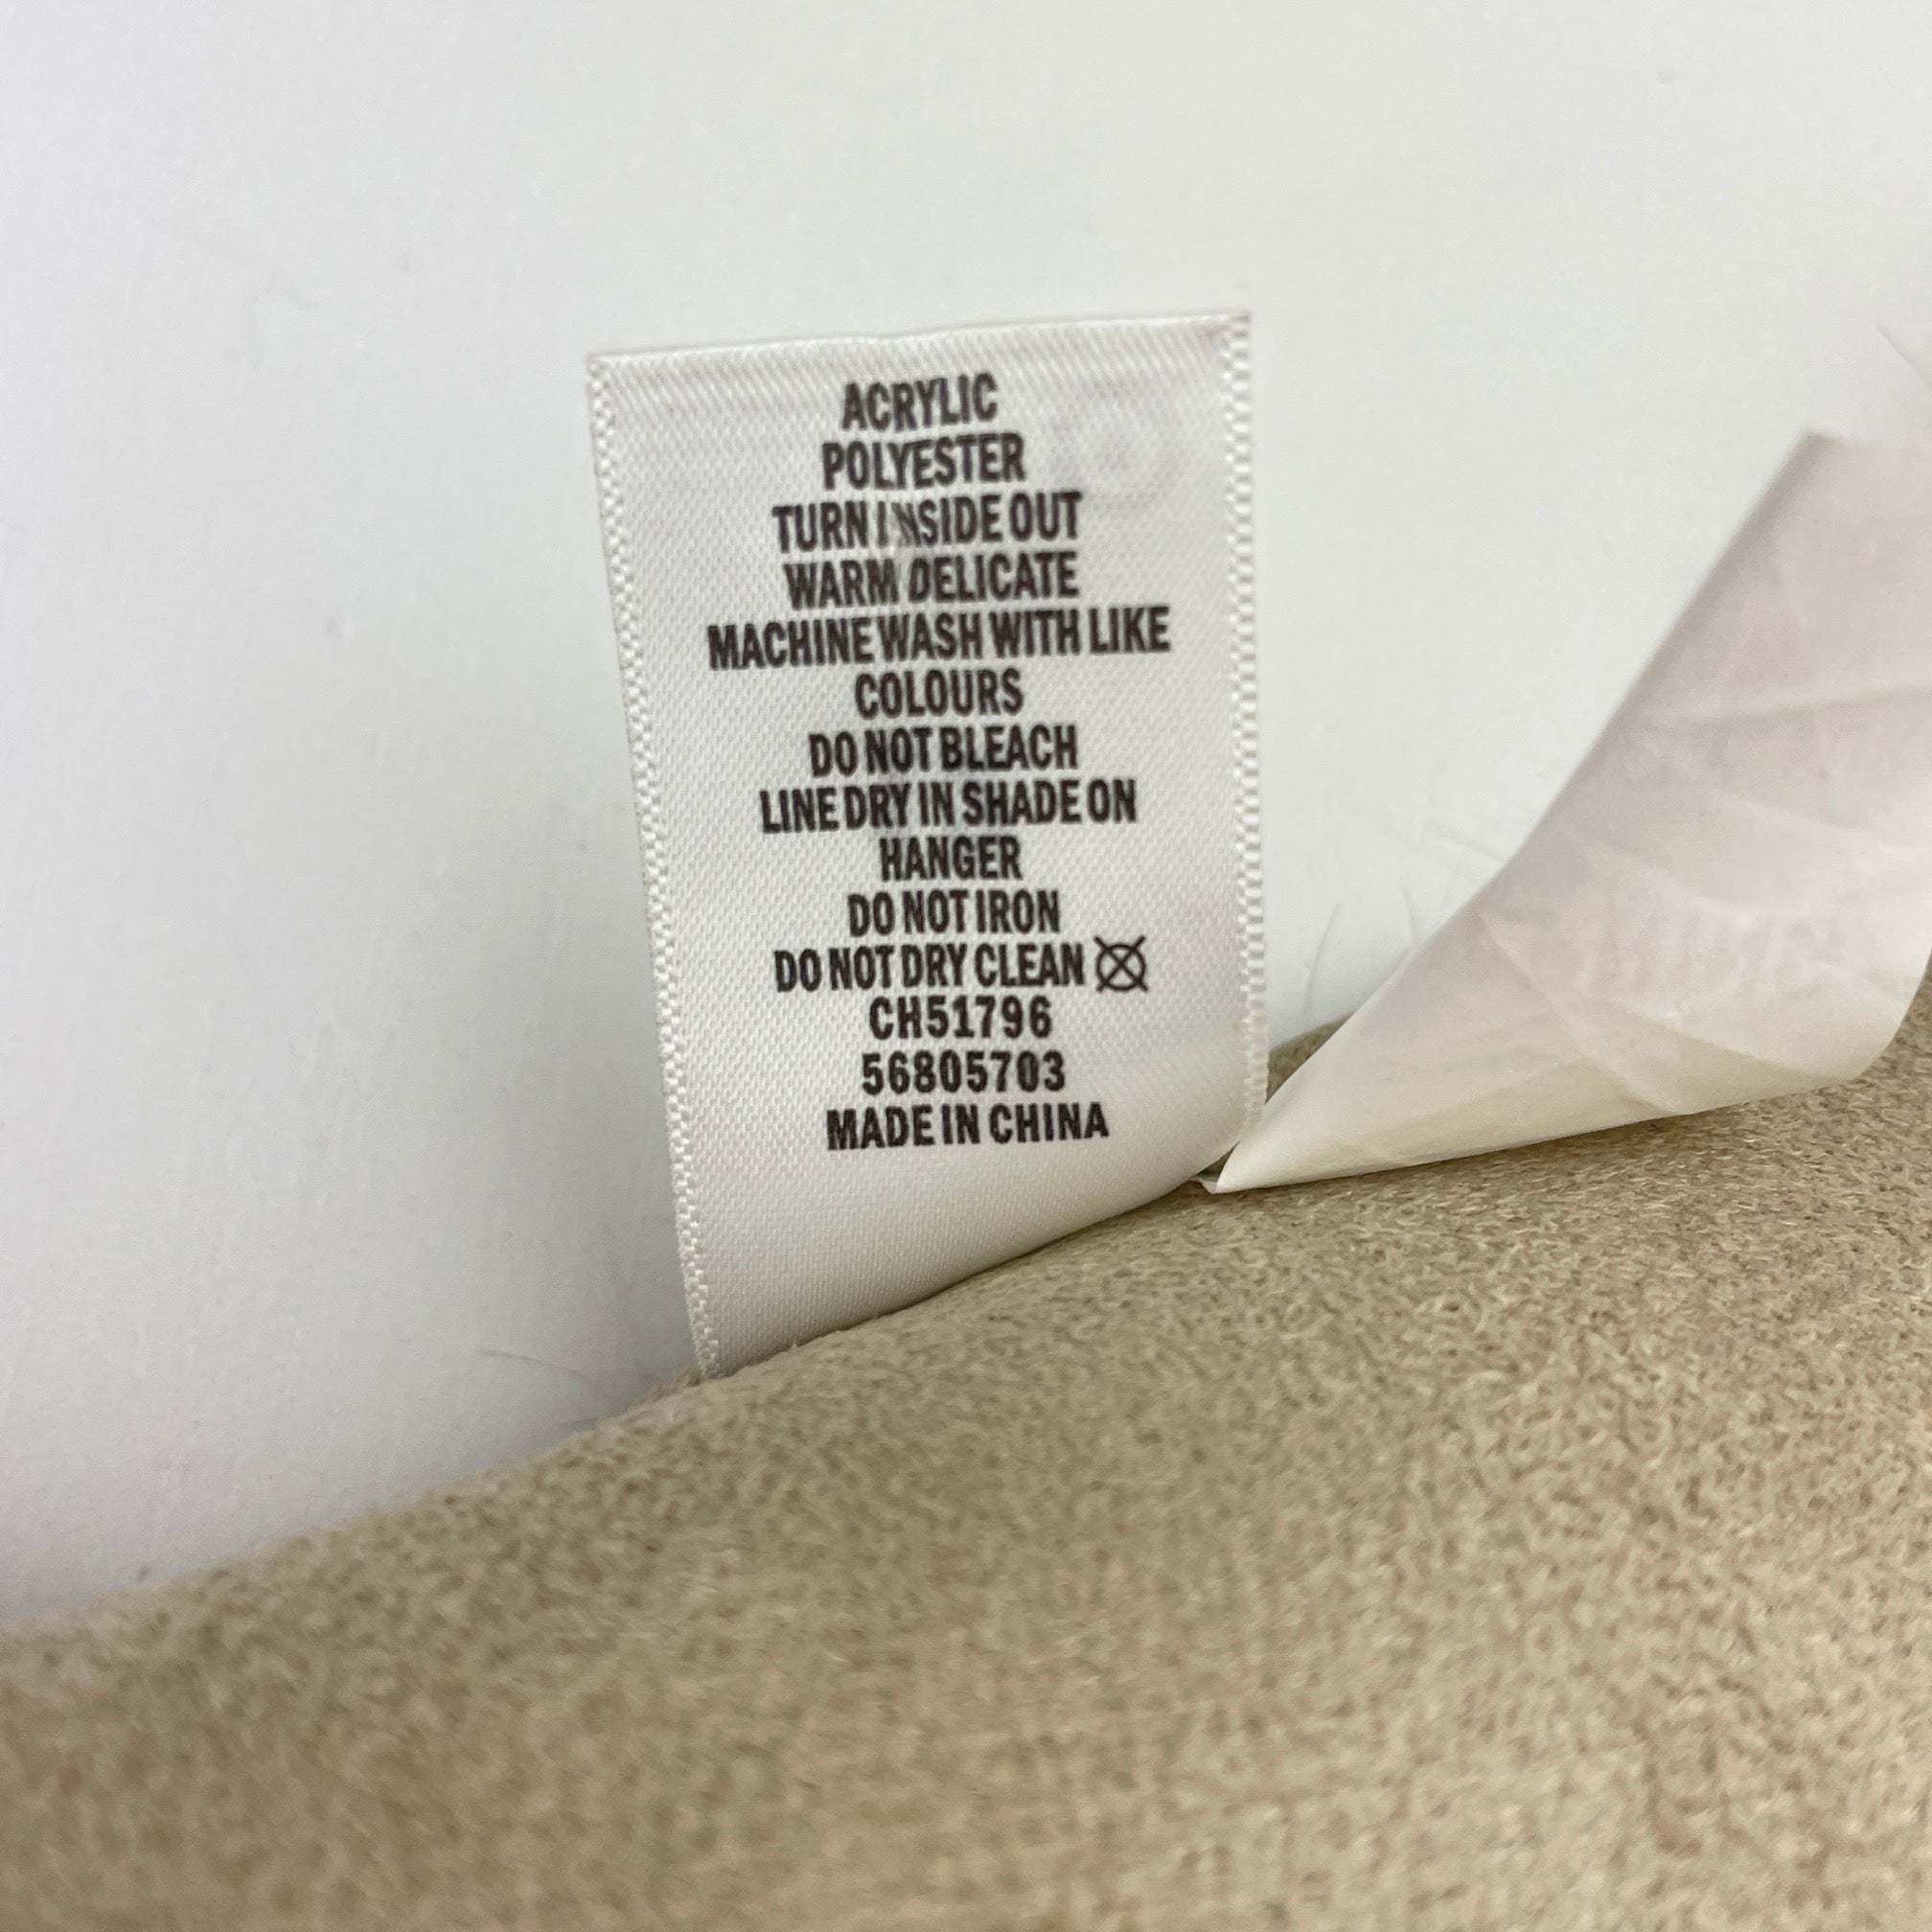 ACRYLIC
POLYESTER
TURN INSIDE OUT
WARM DELICATE
MACHINE WASH WITH LIKE
COLOURS
DO NOT BLEACH
LINE DRY IN SHADE ON
HANGER
DO NOT IRON
DO NOT DRY CLEAN
CH51796
56805703
MADE IN CHINA